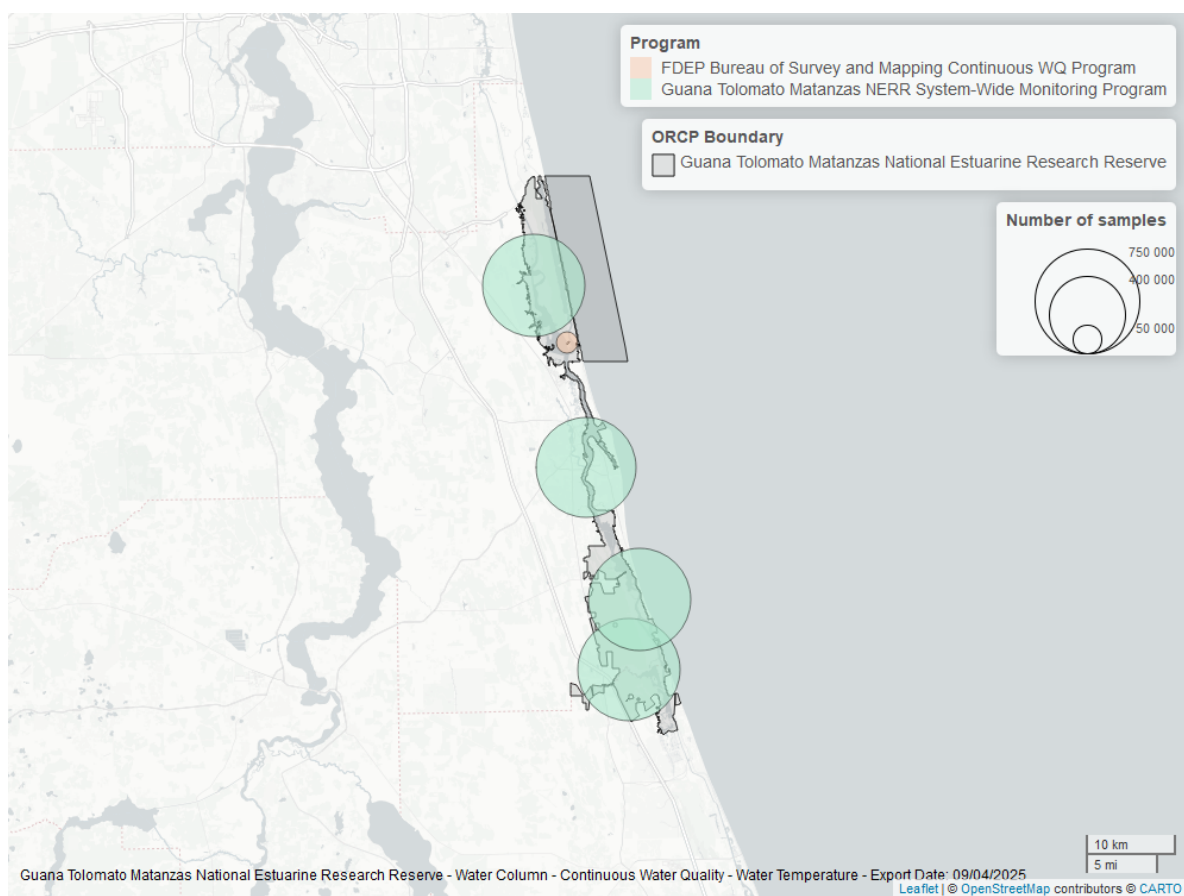 Program
FDEP Bureau of Survey and Mapping Continuous WQ Program
Guana Tolomato Matanzas NERR System-Wide Monitoring Program
ORCP Boundary
Guana Tolomato Matanzas National Estuarine Research Reserve
Number of samples
750 000
400 000
50 000
10 km
5 mi
Guana Tolomato Matanzas National Estuarine Research Reserve - Water Column - Continuous Water Quality - Water Temperature - Export Date: 09/04/2025
Leaflet | © OpenStreetMap contributors © CARTO